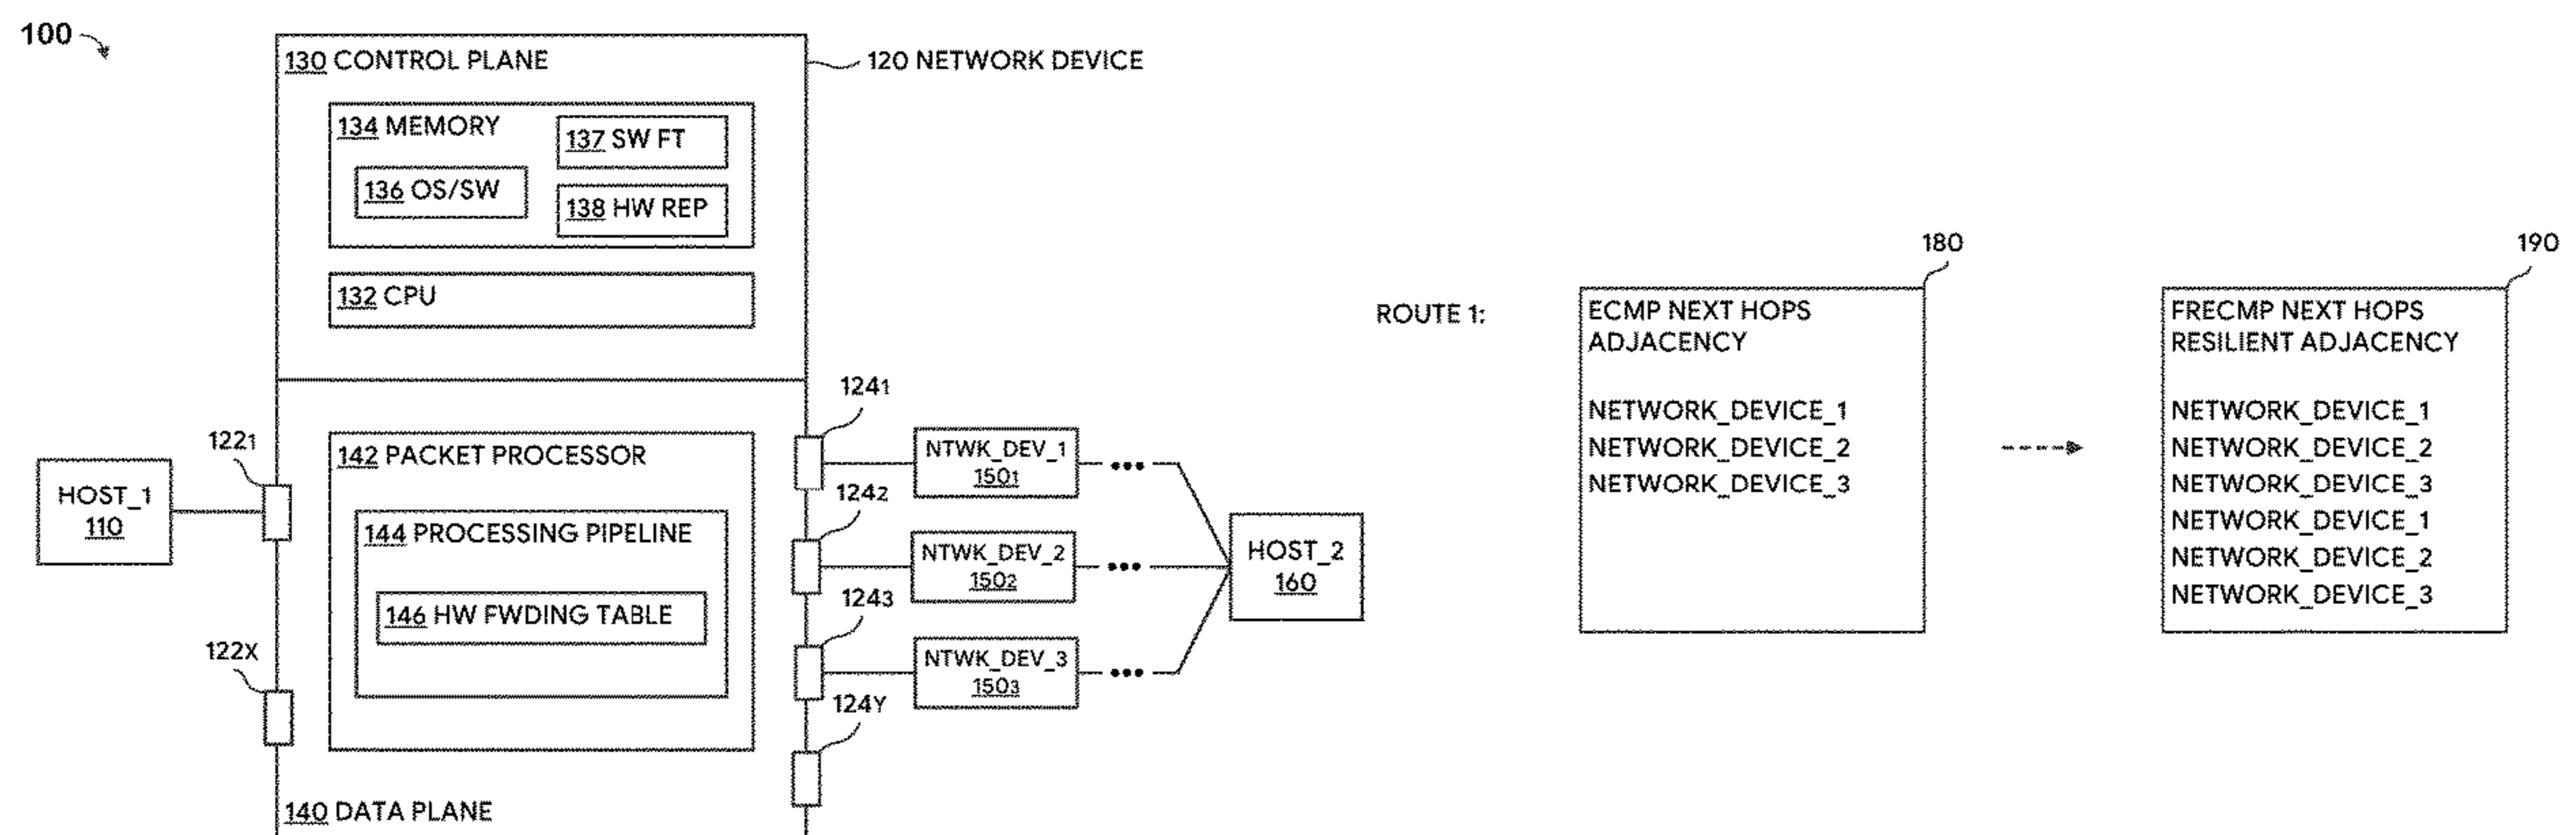 100
130 CONTROL PLANE
120 NETWORK DEVICE
134 MEMORY
137 SW FT
136 OS/SW
138 HW REP
132 CPU
1241
1221
142 PACKET PROCESSOR
HOST_1
110
144 PROCESSING PIPELINE
146 HW FWDING TABLE
122X
NTWK_DEV_1
1501
1242
NTWK_DEV_2
1502
1243
NTWK_DEV_3
1503
124Y
HOST_2
160
140 DATA PLANE
ROUTE 1:
180
ECMP NEXT HOPS
ADJACENCY
NETWORK_DEVICE_1
NETWORK_DEVICE_2
NETWORK_DEVICE_3
190
FRECMP NEXT HOPS
RESILIENT ADJACENCY
NETWORK_DEVICE_1
NETWORK_DEVICE_2
NETWORK_DEVICE_3
NETWORK_DEVICE_1
NETWORK_DEVICE_2
NETWORK_DEVICE_3